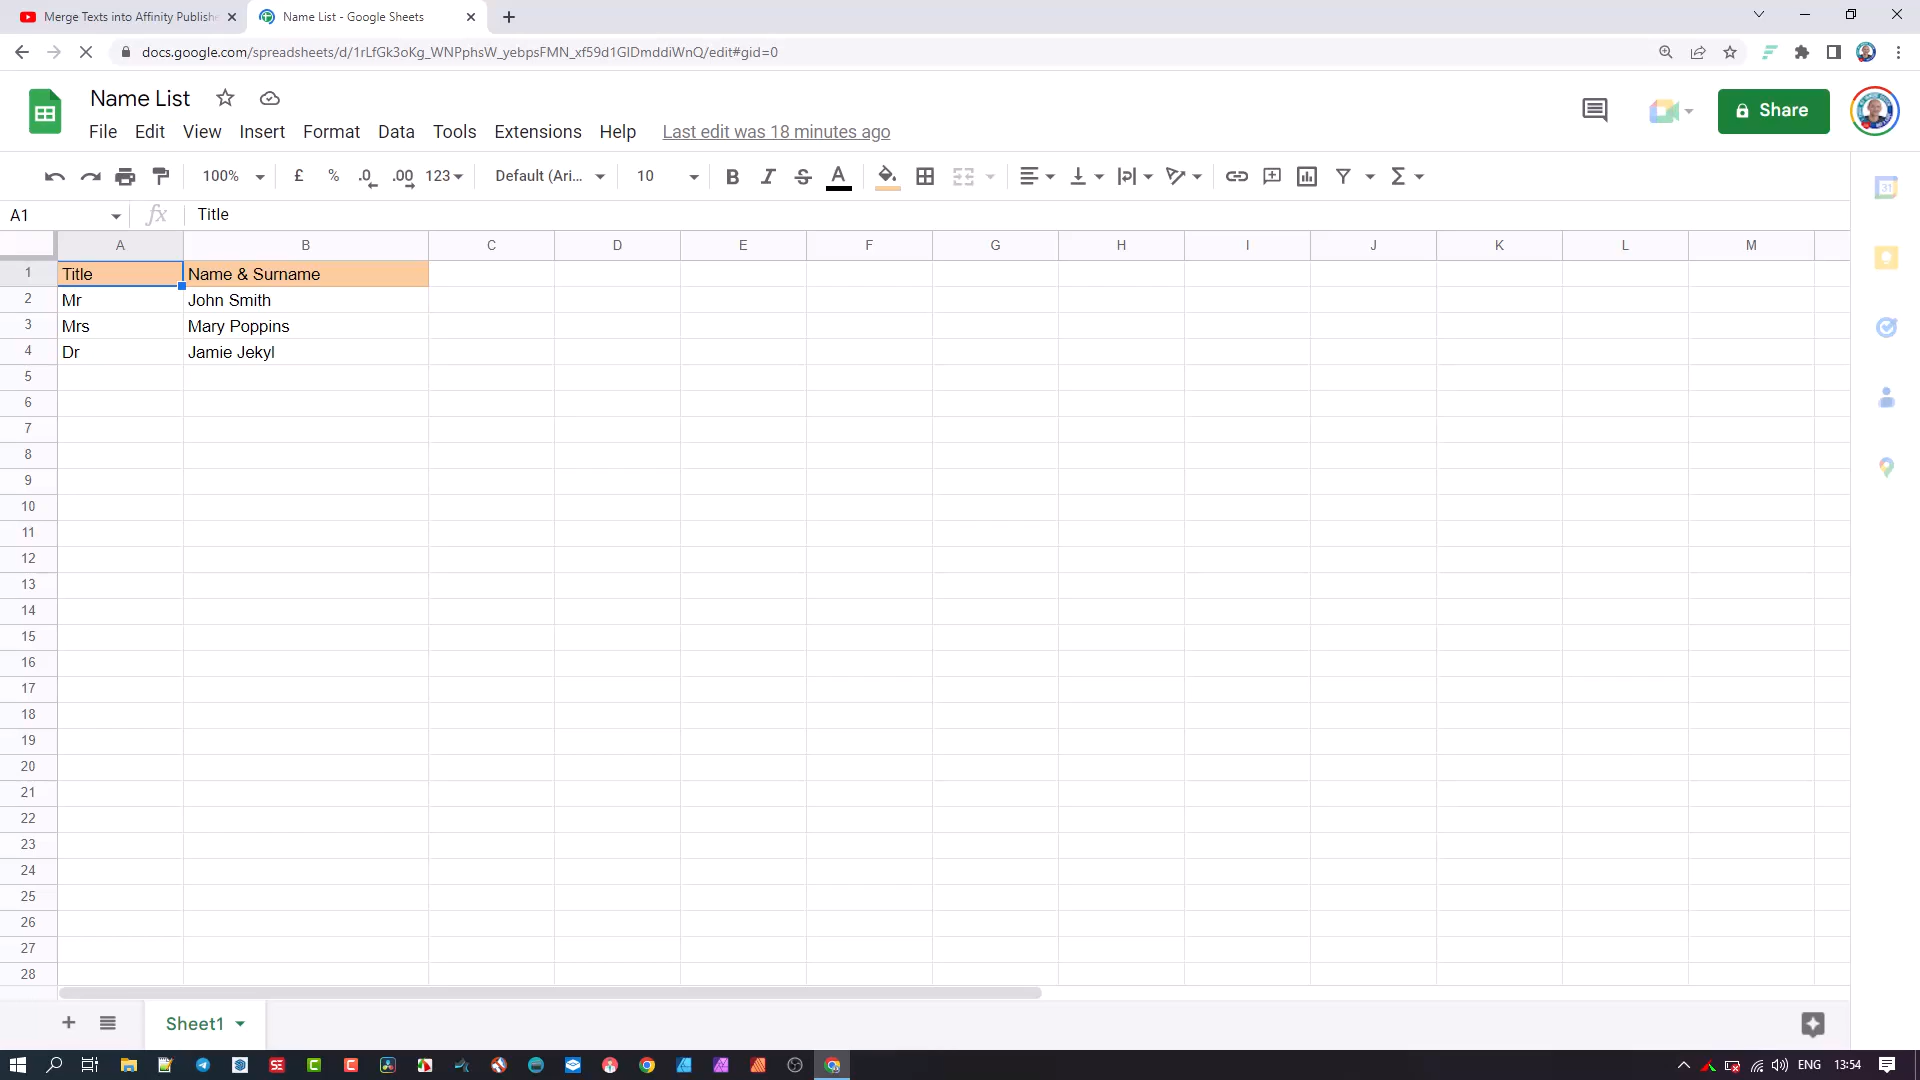 Merge Texts into Affinity Publishe
Name List - Google Sheets
docs.google.com/spreadsheets/d/1rLfGk3oKg_WNPphsW_yebpsFMN_xf59d1GlDmddiWnQ/edit#gid=0
Name List
File Edit View Insert Format Data Tools Extensions Help Last edit was 18 minutes ago
Share
100% £ % .0 .00 123 Default (Ari... 10 B I S A Σ
31
A1 fx Title
A B C D E F G H I J K L M
1 Title Name & Surname
2 Mr John Smith
3 Mrs Mary Poppins
4 Dr Jamie Jekyl
5
6
7
8
9
10
11
12
13
14
15
16
17
18
19
20
21
22
23
24
25
26
27
28
Sheet1
SE C C ENG 13:54